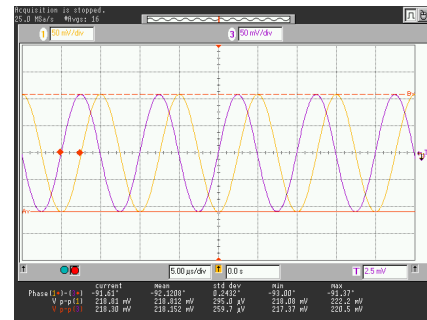 Acquisition is stopped.
25.0 MSa/s #Avgs: 16
1 50 mV/div 3 50 mV/div
Bx
Ay
5.00 µs/div T 0.0 s T 2.5 mV
current mean std dev min max
Phase(1◆)-( ◆) -91.61° -92.1208° 0.2432° -93.00° -91.37°
V p-p(1) 218.81 mV 218.812 mV 295.0 µV 218.08 mV 222.2 mV
V p-p( ) 218.30 mV 218.152 mV 259.7 µV 217.37 mV 220.5 mV